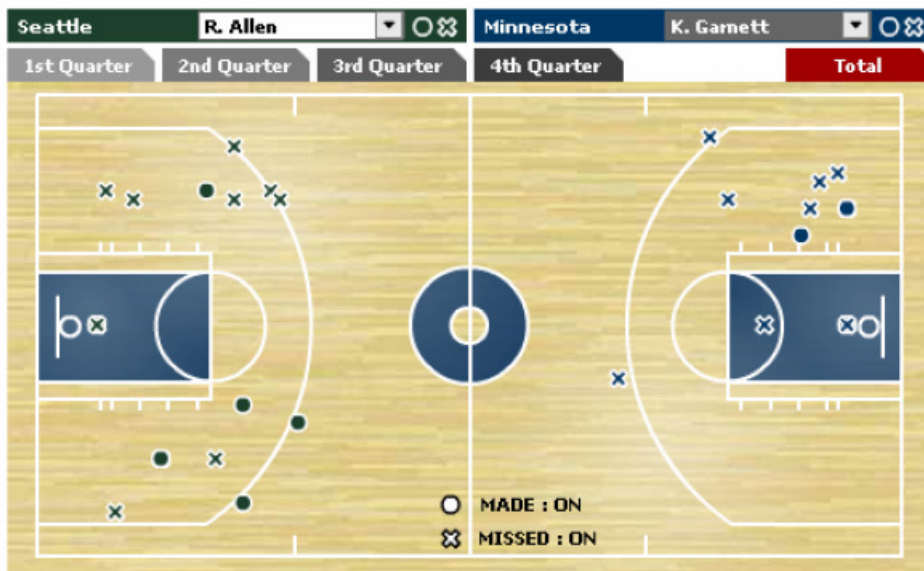 Seattle R. Allen Minnesota K. Garnett
1st Quarter 2nd Quarter 3rd Quarter 4th Quarter Total
MADE : ON
MISSED : ON